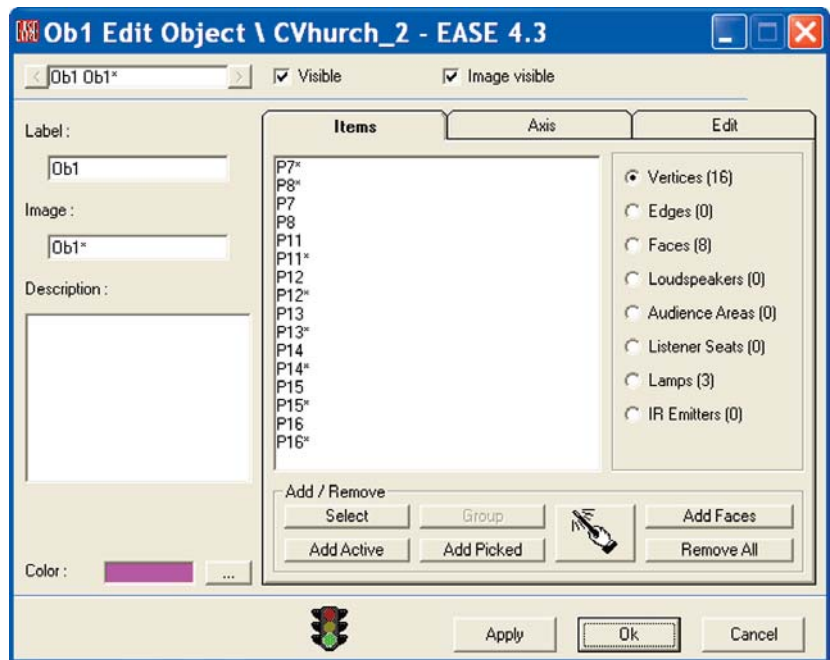 EASE Ob1 Edit Object \ CVhurch_2 - EASE 4.3
< Ob1 Ob1* > Visible Image visible
Label :
Ob1
Image :
Ob1*
Description :
Color : ...
Items Axis Edit
P7*
P8*
P7
P8
P11
P11*
P12
P12*
P13
P13*
P14
P14*
P15
P15*
P16
P16*
Vertices (16)
Edges (0)
Faces (8)
Loudspeakers (0)
Audience Areas (0)
Listener Seats (0)
Lamps (3)
IR Emitters (0)
Add / Remove
Select Group Add Faces
Add Active Add Picked Remove All
Apply Ok Cancel